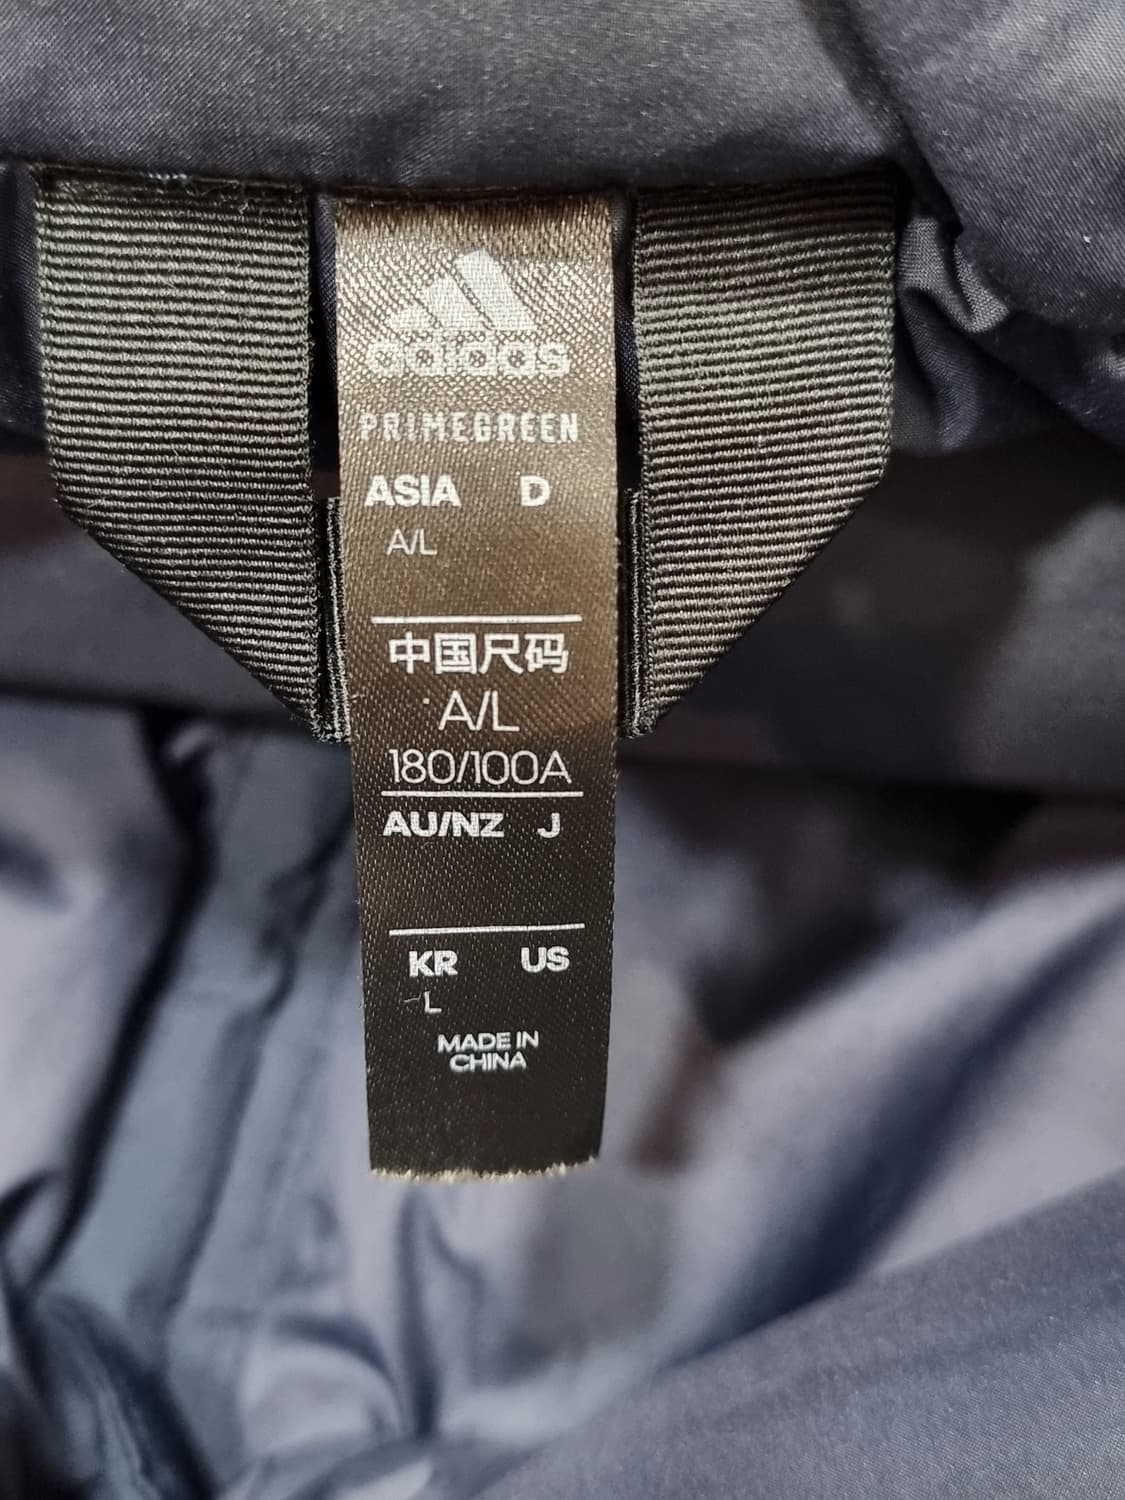 adidas
PRIMEGREEN
ASIA D
A/L
中国尺码
A/L
180/100A
AU/NZ J
KR US
L
MADE IN
CHINA